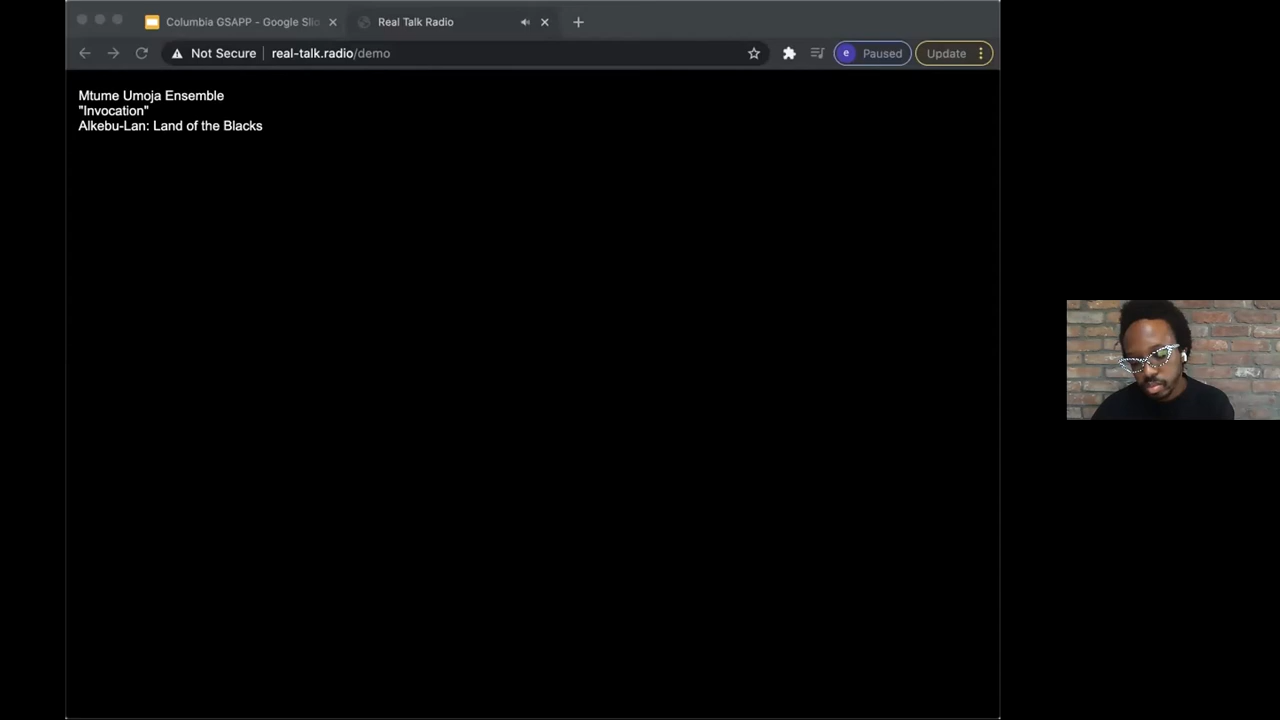 Columbia GSAPP - Google Slid
Real Talk Radio
Not Secure
real-talk.radio/demo
e
Paused
Update
Mtume Umoja Ensemble
"Invocation"
Alkebu-Lan: Land of the Blacks